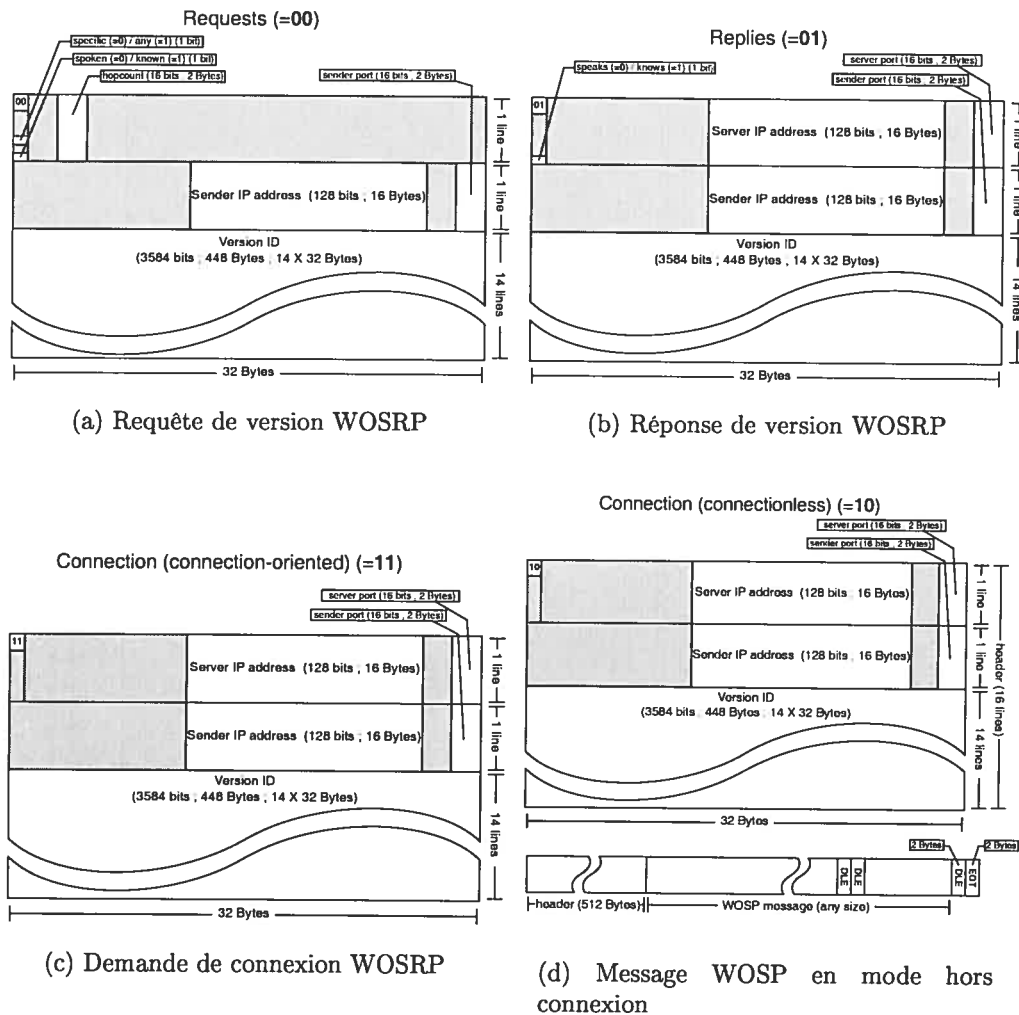 Requests (=00)
specific (=0) / any (=1) (1 bit)
spoken (=0) / known (=1) (1 bit)
hopcount (16 bits , 2 Bytes)
sender port (16 bits , 2 Bytes)
00
Sender IP address (128 bits ; 16 Bytes)
Version ID
(3584 bits ; 448 Bytes ; 14 X 32 Bytes)
1 line
1 line
14 lines
32 Bytes
(a) Requête de version WOSRP
Replies (=01)
speaks (=0) / knows (=1) (1 bit)
server port (16 bits , 2 Bytes)
sender port (16 bits , 2 Bytes)
01
Server IP address (128 bits ; 16 Bytes)
Sender IP address (128 bits ; 16 Bytes)
Version ID
(3584 bits ; 448 Bytes ; 14 X 32 Bytes)
1 line
1 line
14 lines
32 Bytes
(b) Réponse de version WOSRP
Connection (connection-oriented) (=11)
server port (16 bits , 2 Bytes)
sender port (16 bits , 2 Bytes)
11
Server IP address (128 bits ; 16 Bytes)
Sender IP address (128 bits ; 16 Bytes)
Version ID
(3584 bits ; 448 Bytes ; 14 X 32 Bytes)
1 line
1 line
14 lines
32 Bytes
(c) Demande de connexion WOSRP
Connection (connectionless) (=10)
server port (16 bits , 2 Bytes)
sender port (16 bits , 2 Bytes)
10
Server IP address (128 bits ; 16 Bytes)
Sender IP address (128 bits ; 16 Bytes)
Version ID
(3584 bits ; 448 Bytes ; 14 X 32 Bytes)
1 line
1 line
14 lines
header (16 lines)
32 Bytes
2 Bytes
2 Bytes
DLE
DLE
DLE
EOT
header (512 Bytes)
WOSP message (any size)
(d) Message WOSP en mode hors
connexion